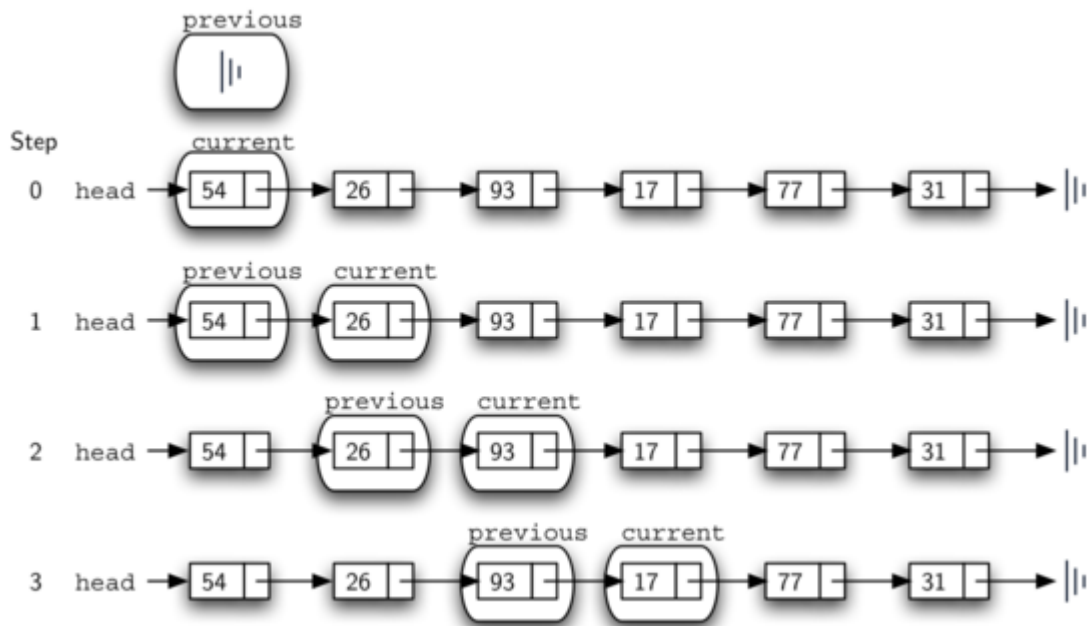 previous
Step
current
0 head 54 26 93 17 77 31
previous current
1 head 54 26 93 17 77 31
previous current
2 head 54 26 93 17 77 31
previous current
3 head 54 26 93 17 77 31